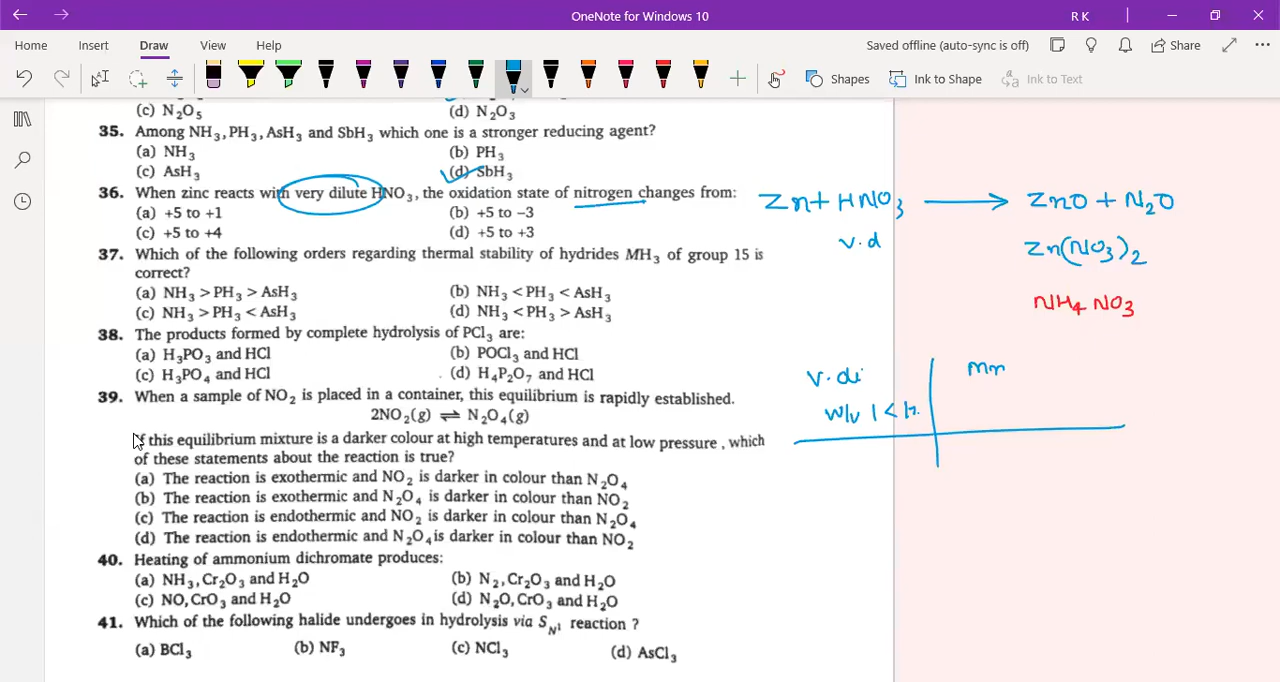 OneNote for Windows 10
R K
Home Insert Draw View Help
Saved offline (auto-sync is off)
Share
Shapes
Ink to Shape
Ink to Text
(c) N₂O₅ (d) N₂O₃
35. Among NH₃, PH₃, AsH₃ and SbH₃ which one is a stronger reducing agent?
(a) NH₃ (b) PH₃
(c) AsH₃ (d) SbH₃
36. When zinc reacts with very dilute HNO₃, the oxidation state of nitrogen changes from:
(a) +5 to +1 (b) +5 to −3
(c) +5 to +4 (d) +5 to +3
37. Which of the following orders regarding thermal stability of hydrides MH₃ of group 15 is
correct?
(a) NH₃ > PH₃ > AsH₃ (b) NH₃ < PH₃ < AsH₃
(c) NH₃ > PH₃ < AsH₃ (d) NH₃ < PH₃ > AsH₃
38. The products formed by complete hydrolysis of PCl₃ are:
(a) H₃PO₃ and HCl (b) POCl₃ and HCl
(c) H₃PO₄ and HCl (d) H₄P₂O₇ and HCl
39. When a sample of NO₂ is placed in a container, this equilibrium is rapidly established.
2NO₂(g) ⇌ N₂O₄(g)
If this equilibrium mixture is a darker colour at high temperatures and at low pressure , which
of these statements about the reaction is true?
(a) The reaction is exothermic and NO₂ is darker in colour than N₂O₄
(b) The reaction is exothermic and N₂O₄ is darker in colour than NO₂
(c) The reaction is endothermic and NO₂ is darker in colour than N₂O₄
(d) The reaction is endothermic and N₂O₄ is darker in colour than NO₂
40. Heating of ammonium dichromate produces:
(a) NH₃, Cr₂O₃ and H₂O (b) N₂, Cr₂O₃ and H₂O
(c) NO, CrO₃ and H₂O (d) N₂O, CrO₃ and H₂O
41. Which of the following halide undergoes in hydrolysis via S_N¹ reaction ?
(a) BCl₃ (b) NF₃ (c) NCl₃ (d) AsCl₃
Zn + HNO₃ ⟶ ZnO + N₂O
v.d
Zn(NO₃)₂
NH₄NO₃
v. di
w/v